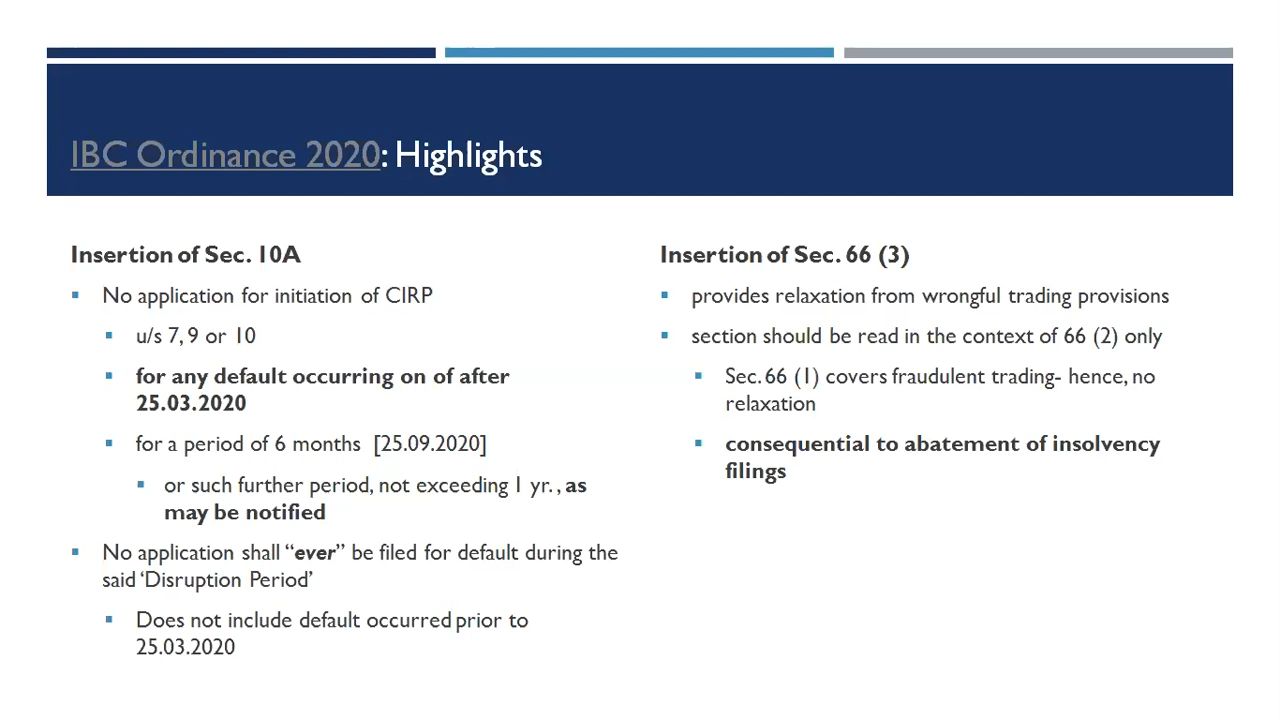 IBC Ordinance 2020: Highlights
Insertion of Sec. 10A
No application for initiation of CIRP
u/s 7, 9 or 10
for any default occurring on of after
25.03.2020
for a period of 6 months [25.09.2020]
or such further period, not exceeding 1 yr. , as
may be notified
No application shall “ever” be filed for default during the
said ‘Disruption Period’
Does not include default occurred prior to
25.03.2020
Insertion of Sec. 66 (3)
provides relaxation from wrongful trading provisions
section should be read in the context of 66 (2) only
Sec. 66 (1) covers fraudulent trading- hence, no
relaxation
consequential to abatement of insolvency
filings